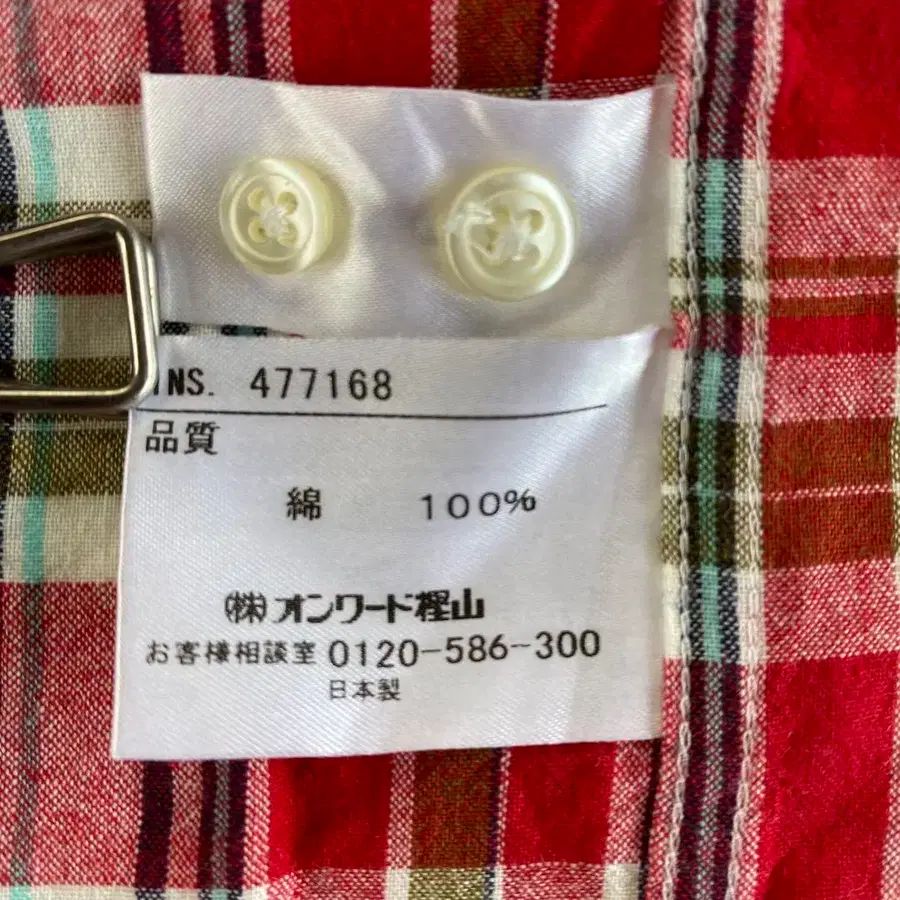 INS. 477168
品質
綿 100%
㈱オンワード樫山
お客様相談室 0120-586-300
日本製